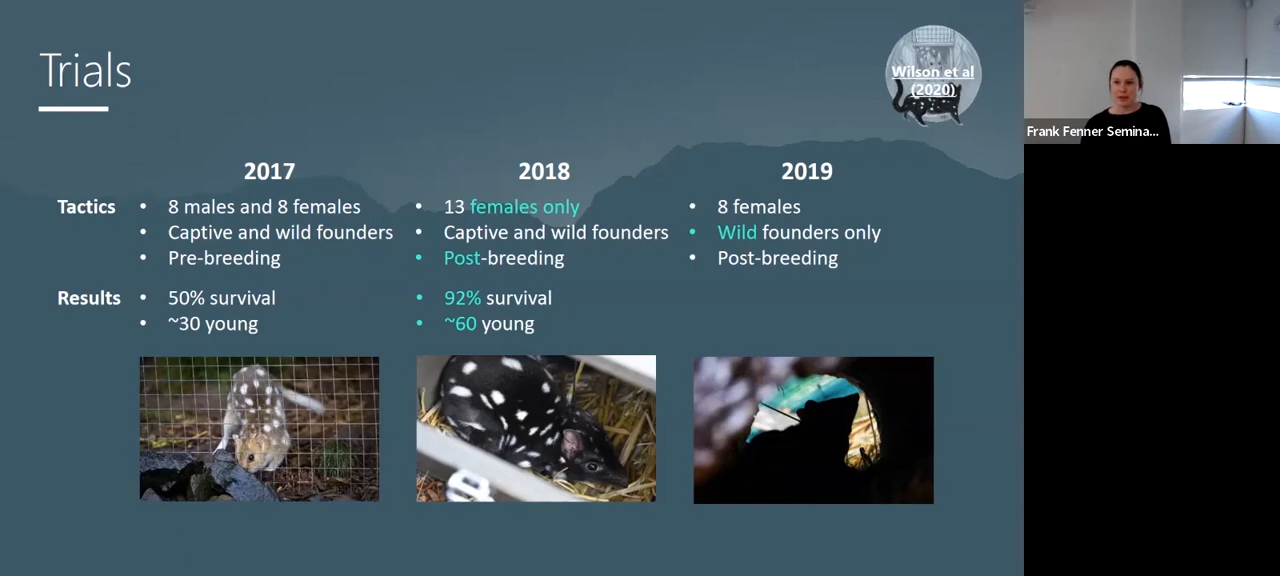 Trials
Wilson et al
(2020)
Frank Fenner Semina...
2017
2018
2019
Tactics
• 8 males and 8 females
• Captive and wild founders
• Pre-breeding
• 13 females only
• Captive and wild founders
• Post-breeding
• 8 females
• Wild founders only
• Post-breeding
Results
• 50% survival
• ~30 young
• 92% survival
• ~60 young